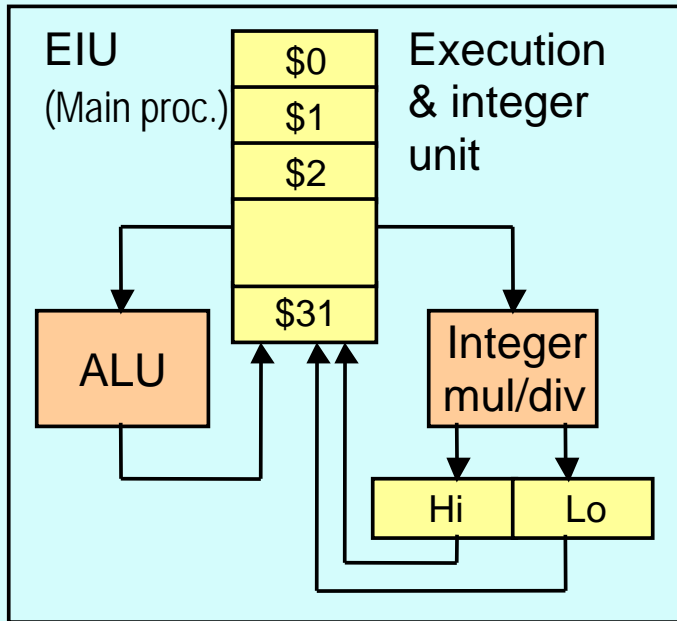 EIU
(Main proc.)
$0
$1
$2
$31
Execution
& integer
unit
ALU
Integer
mul/div
Hi
Lo